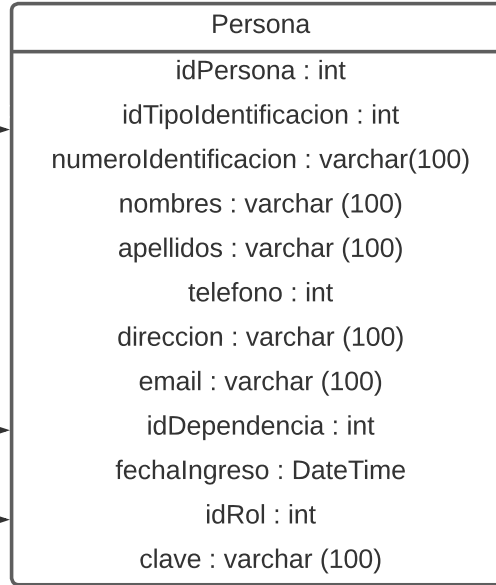 Persona
idPersona : int
idTipoIdentificacion : int
numeroIdentificacion : varchar(100)
nombres : varchar (100)
apellidos : varchar (100)
telefono : int
direccion : varchar (100)
email : varchar (100)
idDependencia : int
fechaIngreso : DateTime
idRol : int
clave : varchar (100)